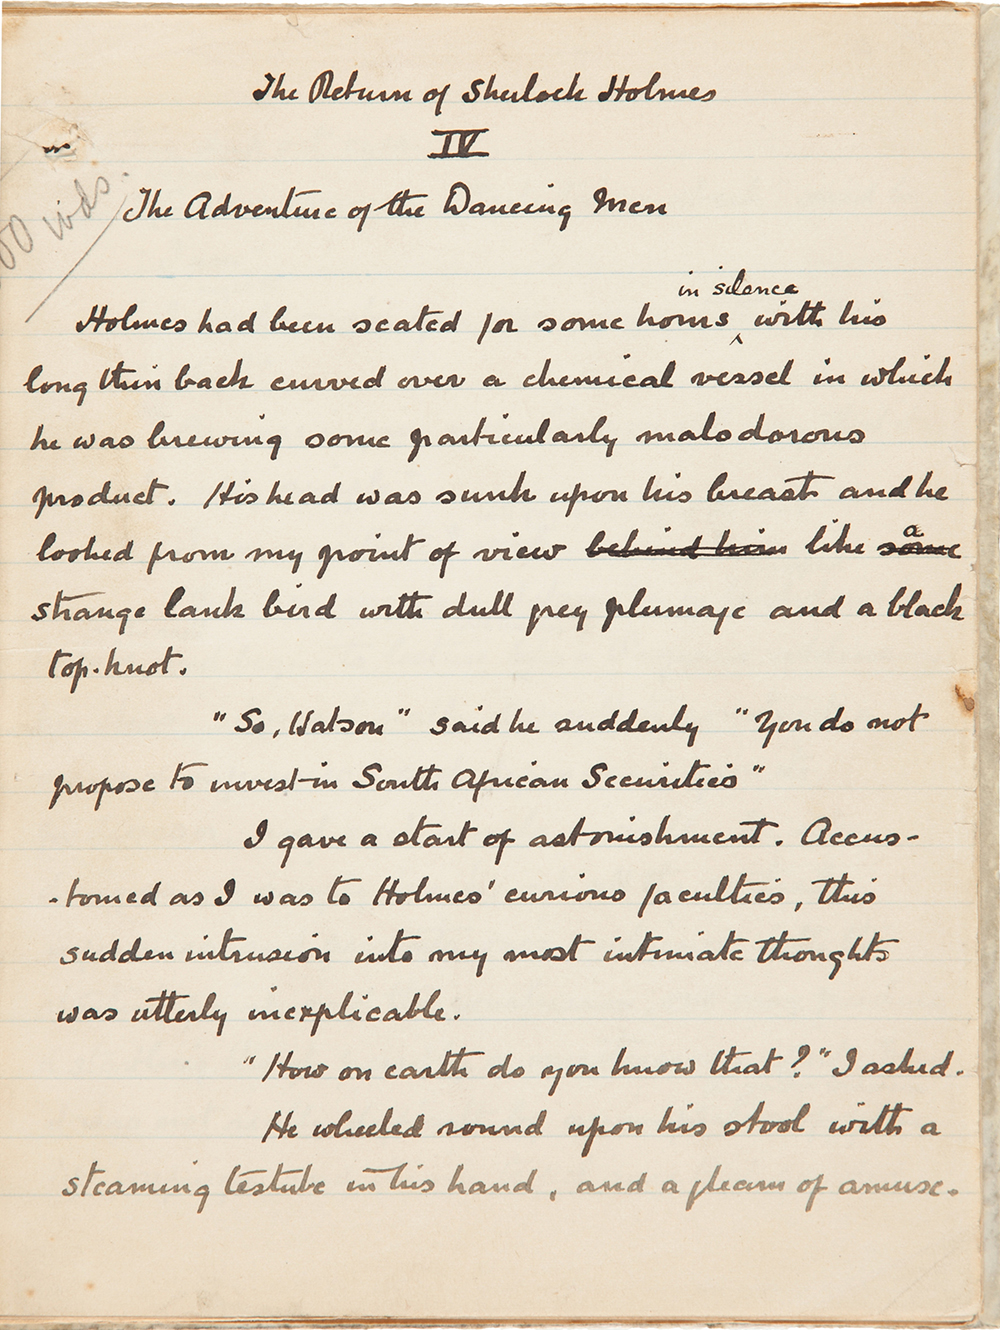 The Return of Sherlock Holmes
IV
The Adventure of the Dancing Men
00 wds.
in silence
Holmes had been seated for some hours ‸ with his
long thin back curved over a chemical vessel in which
he was brewing some particularly malodorous
product. His head was sunk upon his breast and he
looked from my point of view behind him like some a
strange lank bird with dull grey plumage and a black
top-knot.
"So, Watson" said he suddenly "You do not
propose to invest in South African Securities"
I gave a start of astonishment. Accus-
-tomed as I was to Holmes' curious faculties, this
sudden intrusion into my most intimate thoughts
was utterly inexplicable.
"How on earth do you know that?" I asked.
He wheeled round upon his stool with a
steaming testube in his hand, and a gleam of amuse-